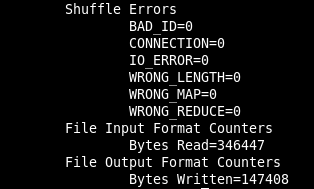 Shuffle Errors
BAD_ID=0
CONNECTION=0
IO_ERROR=0
WRONG_LENGTH=0
WRONG_MAP=0
WRONG_REDUCE=0
File Input Format Counters
Bytes Read=346447
File Output Format Counters
Bytes Written=147408